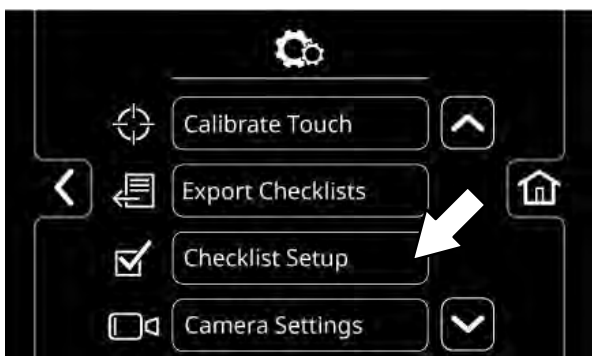 Calibrate Touch
Export Checklists
Checklist Setup
Camera Settings